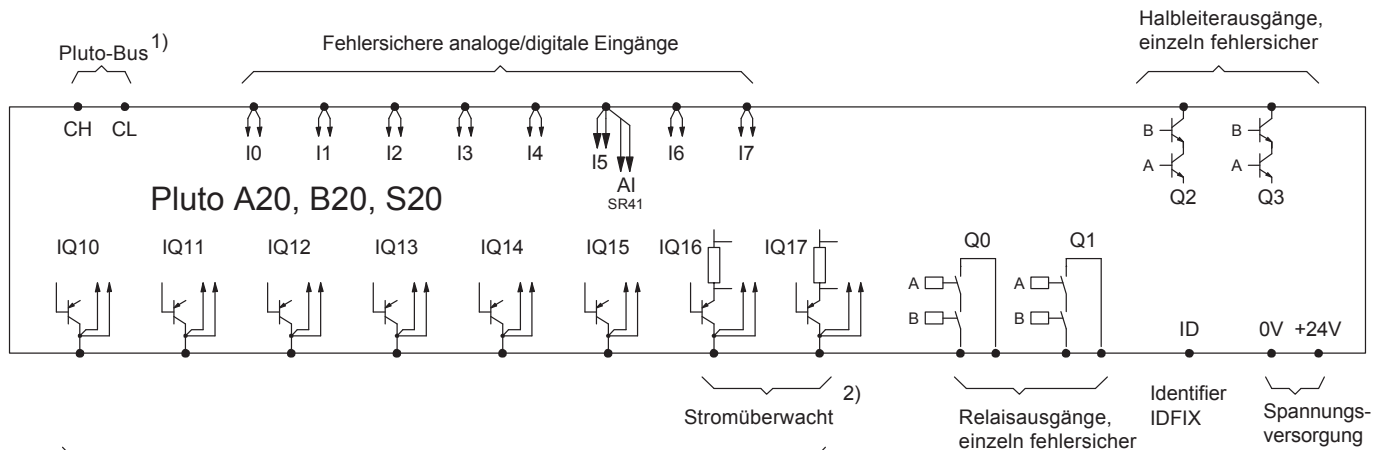 Halbleiterausgänge,
einzeln fehlersicher
Pluto-Bus 1)
Fehlersichere analoge/digitale Eingänge
CH CL
I0 I1 I2 I3 I4 I5 I6 I7
AI
SR41
B B
A A
Q2 Q3
Pluto A20, B20, S20
IQ10 IQ11 IQ12 IQ13 IQ14 IQ15 IQ16 IQ17 Q0 Q1
A A
B B
ID 0V +24V
Stromüberwacht 2)
Relaisausgänge,
einzeln fehlersicher
Identifier
IDFIX
Spannungs-
versorgung